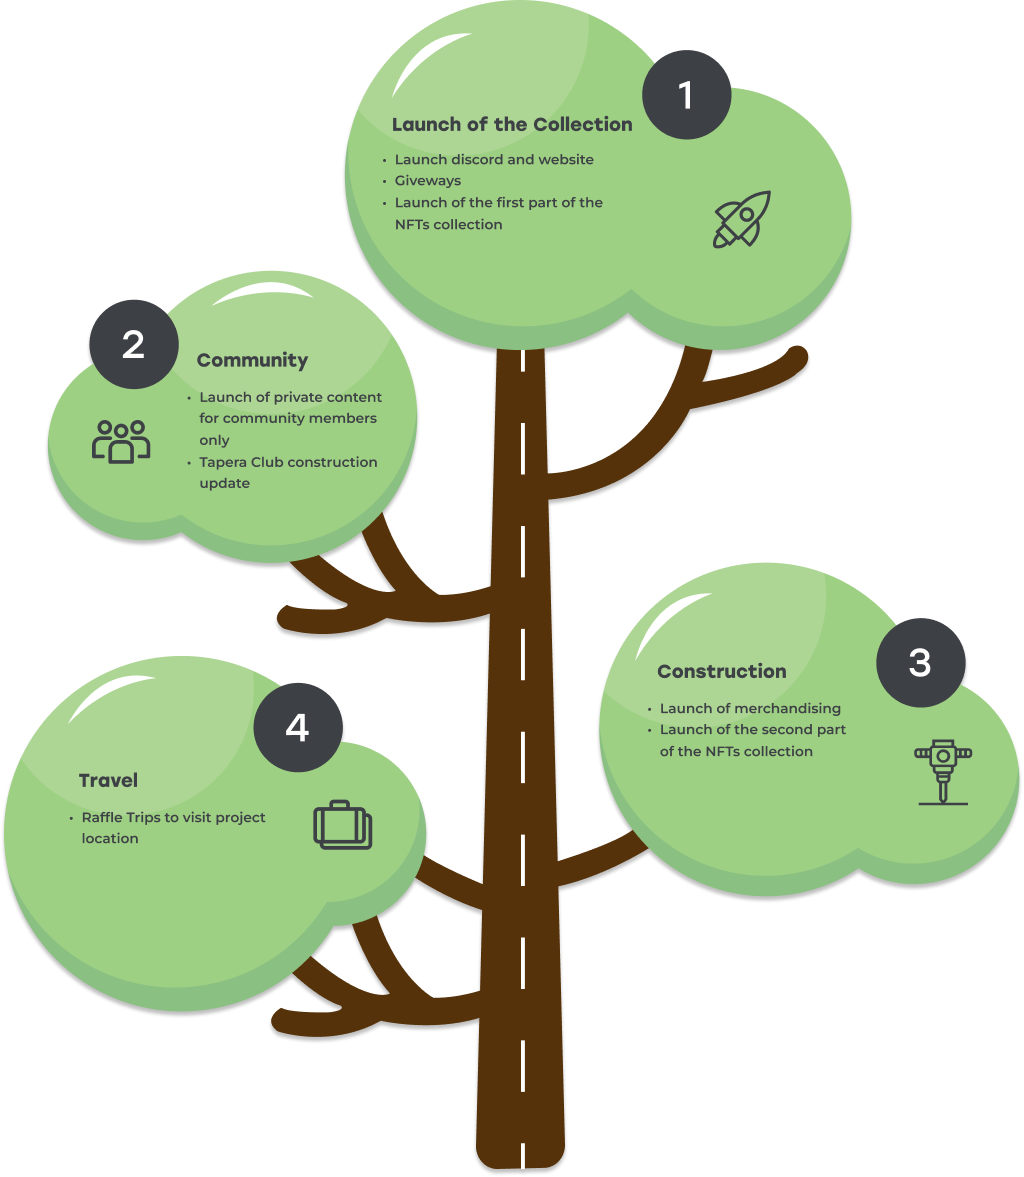 1
Launch of the Collection
• Launch discord and website
• Giveways
• Launch of the first part of the
NFTs collection
2
Community
• Launch of private content
for community members
only
• Tapera Club construction
update
3
Construction
• Launch of merchandising
• Launch of the second part
of the NFTs collection
4
Travel
• Raffle Trips to visit project
location